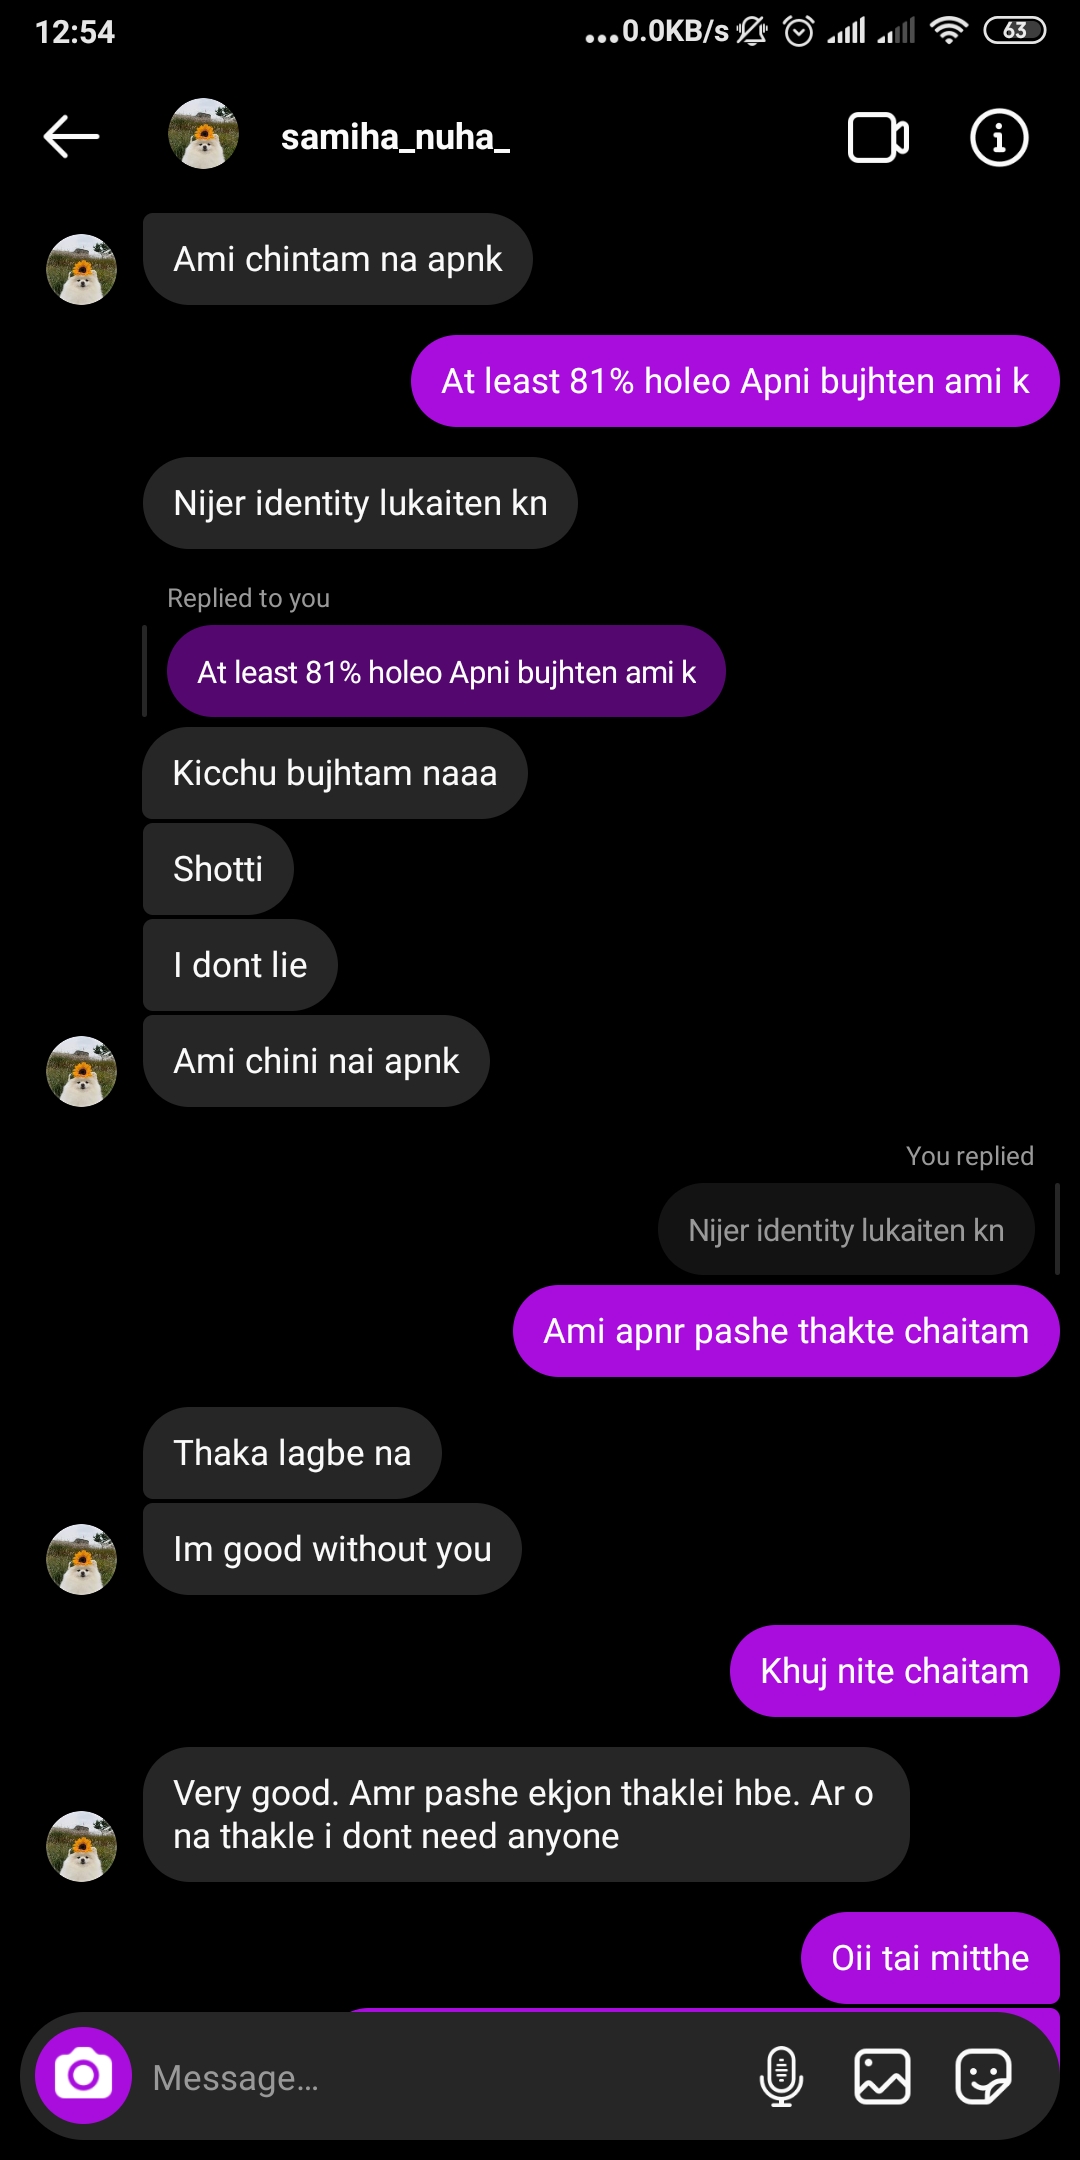 12:54
...0.0KB/s
63
samiha_nuha_
Ami chintam na apnk
At least 81% holeo Apni bujhten ami k
Nijer identity lukaiten kn
Replied to you
At least 81% holeo Apni bujhten ami k
Kicchu bujhtam naaa
Shotti
I dont lie
Ami chini nai apnk
You replied
Nijer identity lukaiten kn
Ami apnr pashe thakte chaitam
Thaka lagbe na
Im good without you
Khuj nite chaitam
Very good. Amr pashe ekjon thaklei hbe. Ar o
na thakle i dont need anyone
Oii tai mitthe
Message...